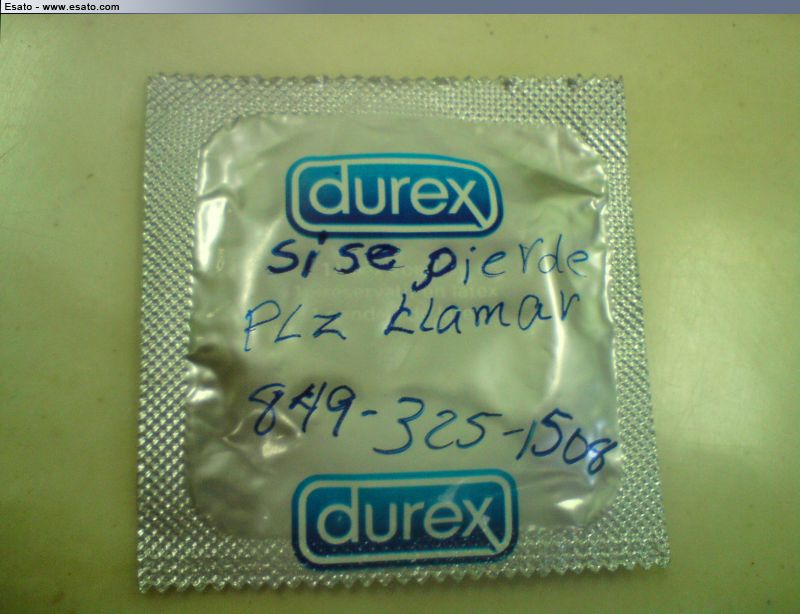 Esato - www.esato.com
durex
si se pierde
PLz LLamar
849-325-1508
durex